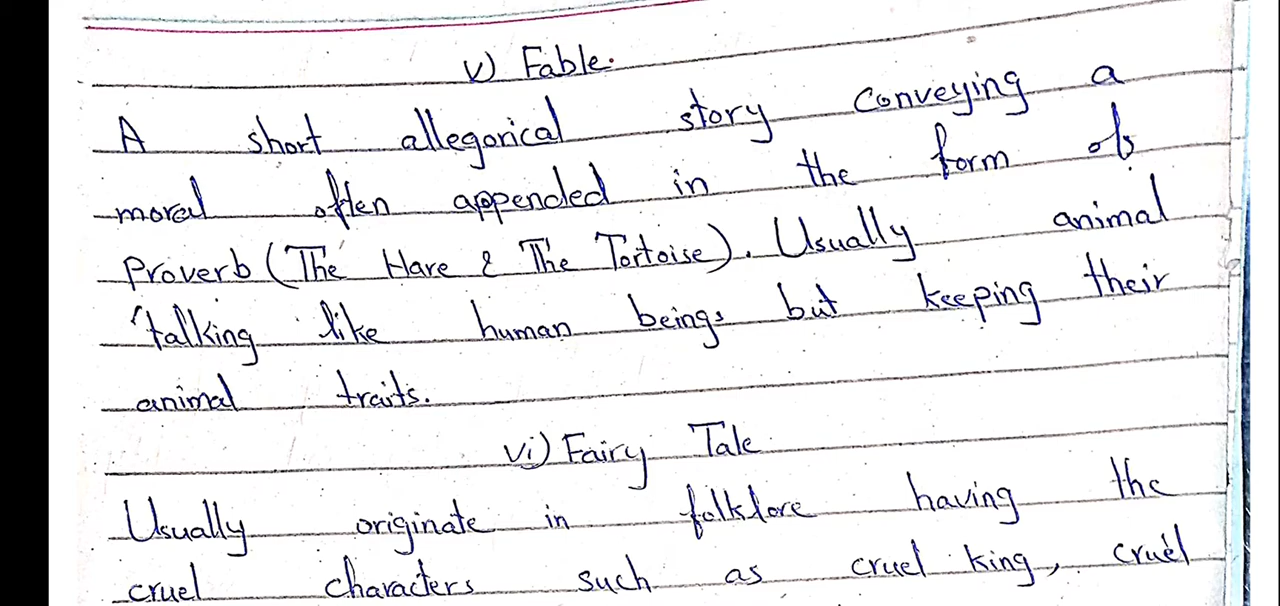 v) Fable.
A short allegorical story conveying a
moral often appended in the form of
Proverb (The Hare & The Tortoise). Usually animal
talking like human beings but keeping their
animal traits.
vi) Fairy Tale
Usually originate in folklore having the
cruel characters such as cruel king, cruel